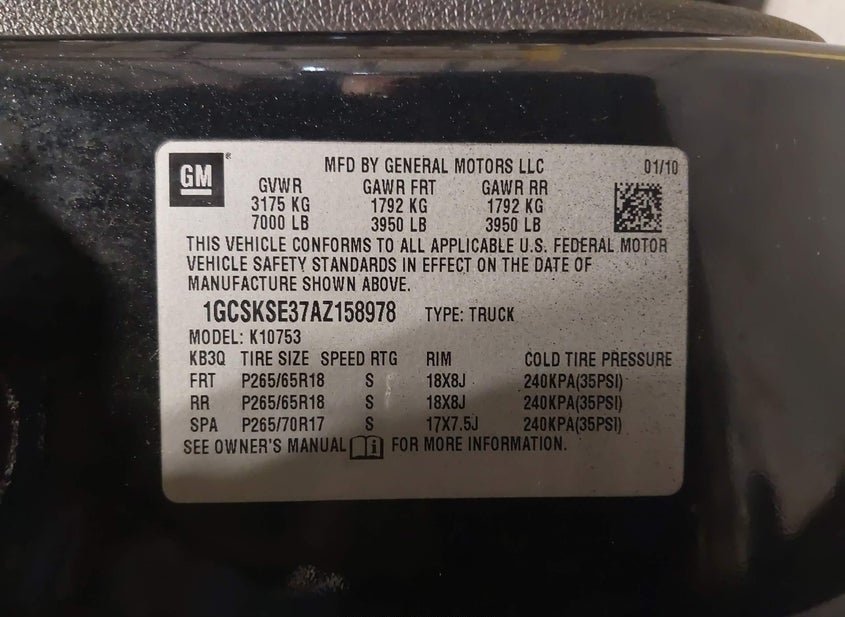 GM
MFD BY GENERAL MOTORS LLC 01/10
GVWR GAWR FRT GAWR RR
3175 KG 1792 KG 1792 KG
7000 LB 3950 LB 3950 LB
THIS VEHICLE CONFORMS TO ALL APPLICABLE U.S. FEDERAL MOTOR
VEHICLE SAFETY STANDARDS IN EFFECT ON THE DATE OF
MANUFACTURE SHOWN ABOVE.
1GCSKSE37AZ158978 TYPE: TRUCK
MODEL: K10753
KB3Q TIRE SIZE SPEED RTG RIM COLD TIRE PRESSURE
FRT P265/65R18 S 18X8J 240KPA(35PSI)
RR P265/65R18 S 18X8J 240KPA(35PSI)
SPA P265/70R17 S 17X7.5J 240KPA(35PSI)
SEE OWNER'S MANUAL i FOR MORE INFORMATION.